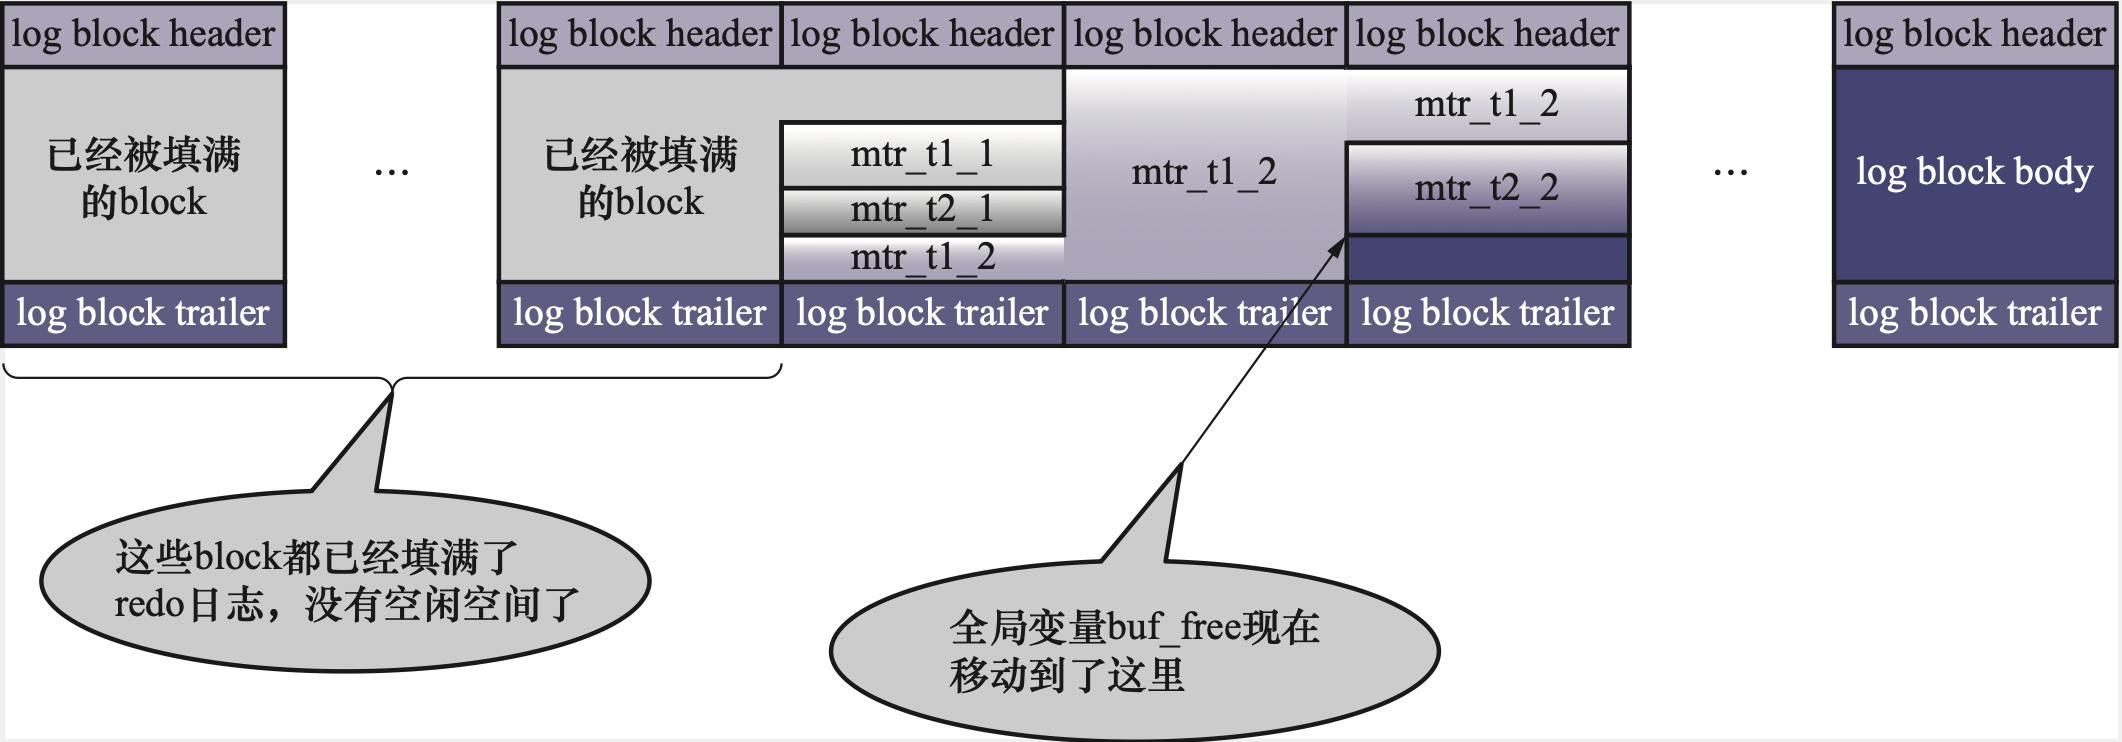 log block header
log block header
log block header
log block header
log block header
log block header
已经被填满
的block
...
已经被填满
的block
mtr_t1_1
mtr_t2_1
mtr_t1_2
mtr_t1_2
mtr_t1_2
mtr_t2_2
...
log block body
log block trailer
log block trailer
log block trailer
log block trailer
log block trailer
log block trailer
这些block都已经填满了
redo日志，没有空闲空间了
全局变量buf_free现在
移动到了这里